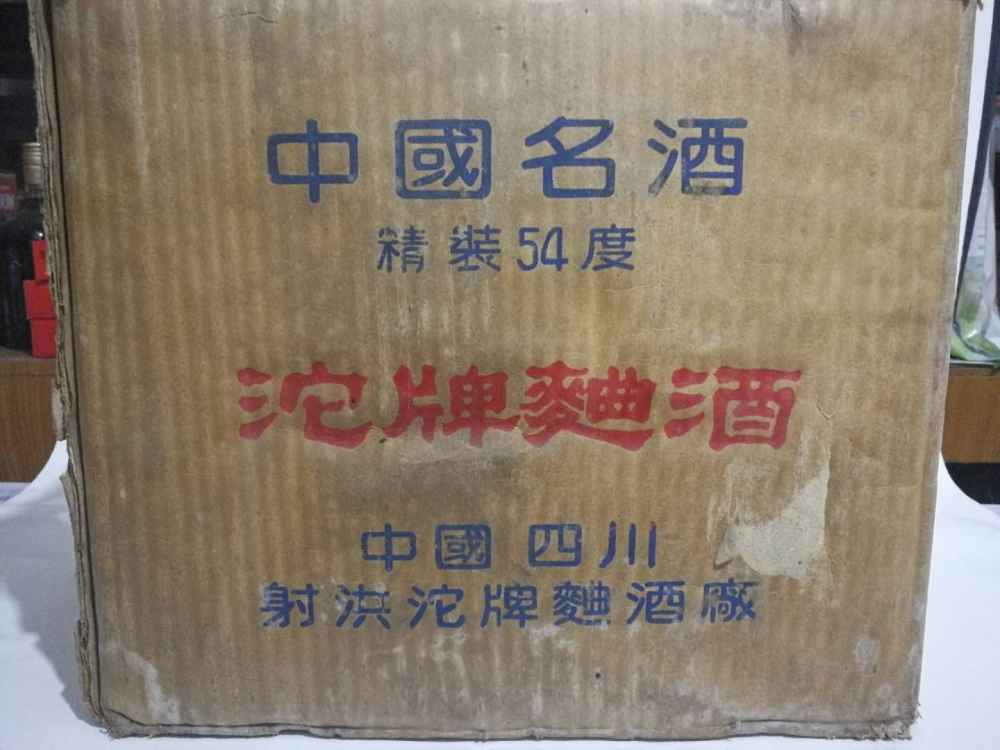 中國名酒
精裝54度
沱牌麯酒
中國四川
射洪沱牌麯酒廠